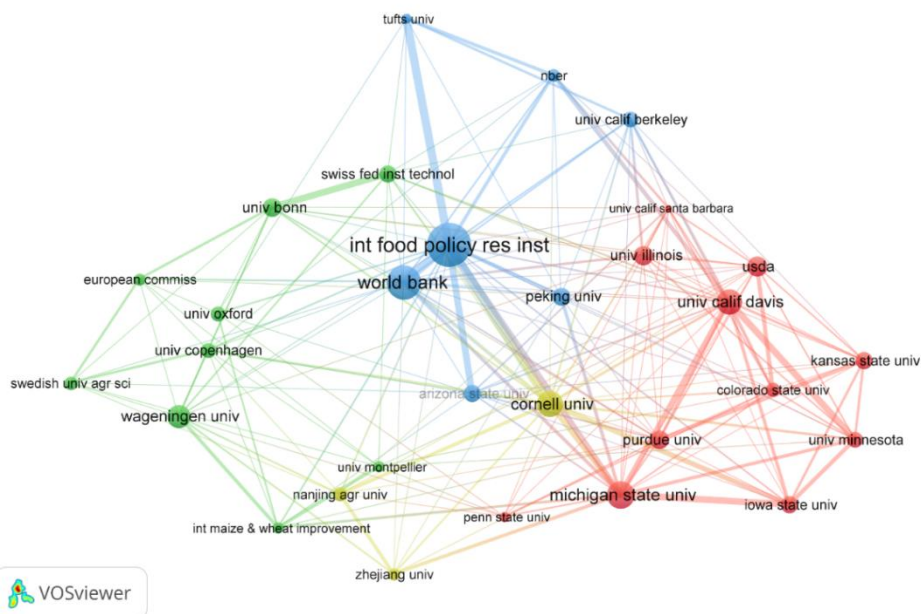 tufts univ
nber
univ calif berkeley
swiss fed inst technol
univ bonn
univ calif santa barbara
int food policy res inst
univ illinois
usda
european commiss
world bank
peking univ
univ calif davis
univ oxford
univ copenhagen
kansas state univ
swedish univ agr sci
arizona state univ
colorado state univ
wageningen univ
cornell univ
purdue univ
univ minnesota
univ montpellier
nanjing agr univ
michigan state univ
iowa state univ
penn state univ
int maize & wheat improvement
zhejiang univ
VOSviewer